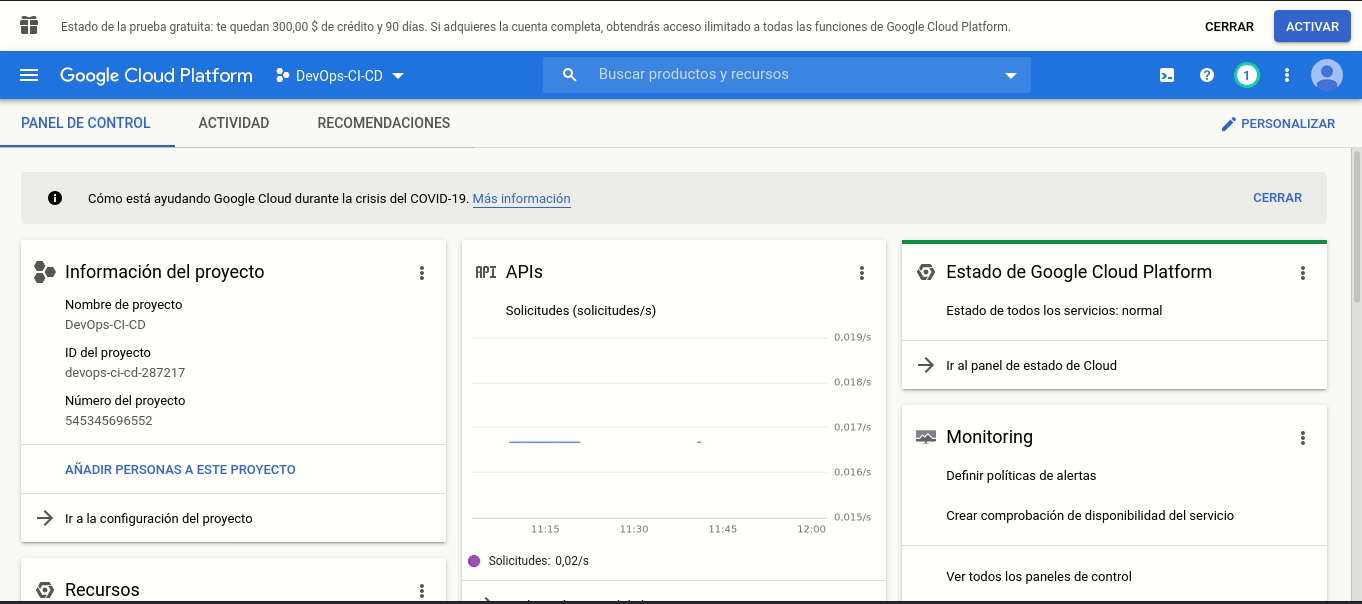 Estado de la prueba gratuita: te quedan 300,00 $ de crédito y 90 días. Si adquieres la cuenta completa, obtendrás acceso ilimitado a todas las funciones de Google Cloud Platform.
CERRAR
ACTIVAR
Google Cloud Platform
DevOps-CI-CD
Buscar productos y recursos
1
PANEL DE CONTROL
ACTIVIDAD
RECOMENDACIONES
PERSONALIZAR
Cómo está ayudando Google Cloud durante la crisis del COVID-19. Más información
CERRAR
Información del proyecto
Nombre de proyecto
DevOps-CI-CD
ID del proyecto
devops-ci-cd-287217
Número del proyecto
545345696552
AÑADIR PERSONAS A ESTE PROYECTO
Ir a la configuración del proyecto
Recursos
API
APIs
Solicitudes (solicitudes/s)
0,019/s
0,018/s
0,017/s
0,016/s
0,015/s
11:15
11:30
11:45
12:00
Solicitudes: 0,02/s
Estado de Google Cloud Platform
Estado de todos los servicios: normal
Ir al panel de estado de Cloud
Monitoring
Definir políticas de alertas
Crear comprobación de disponibilidad del servicio
Ver todos los paneles de control